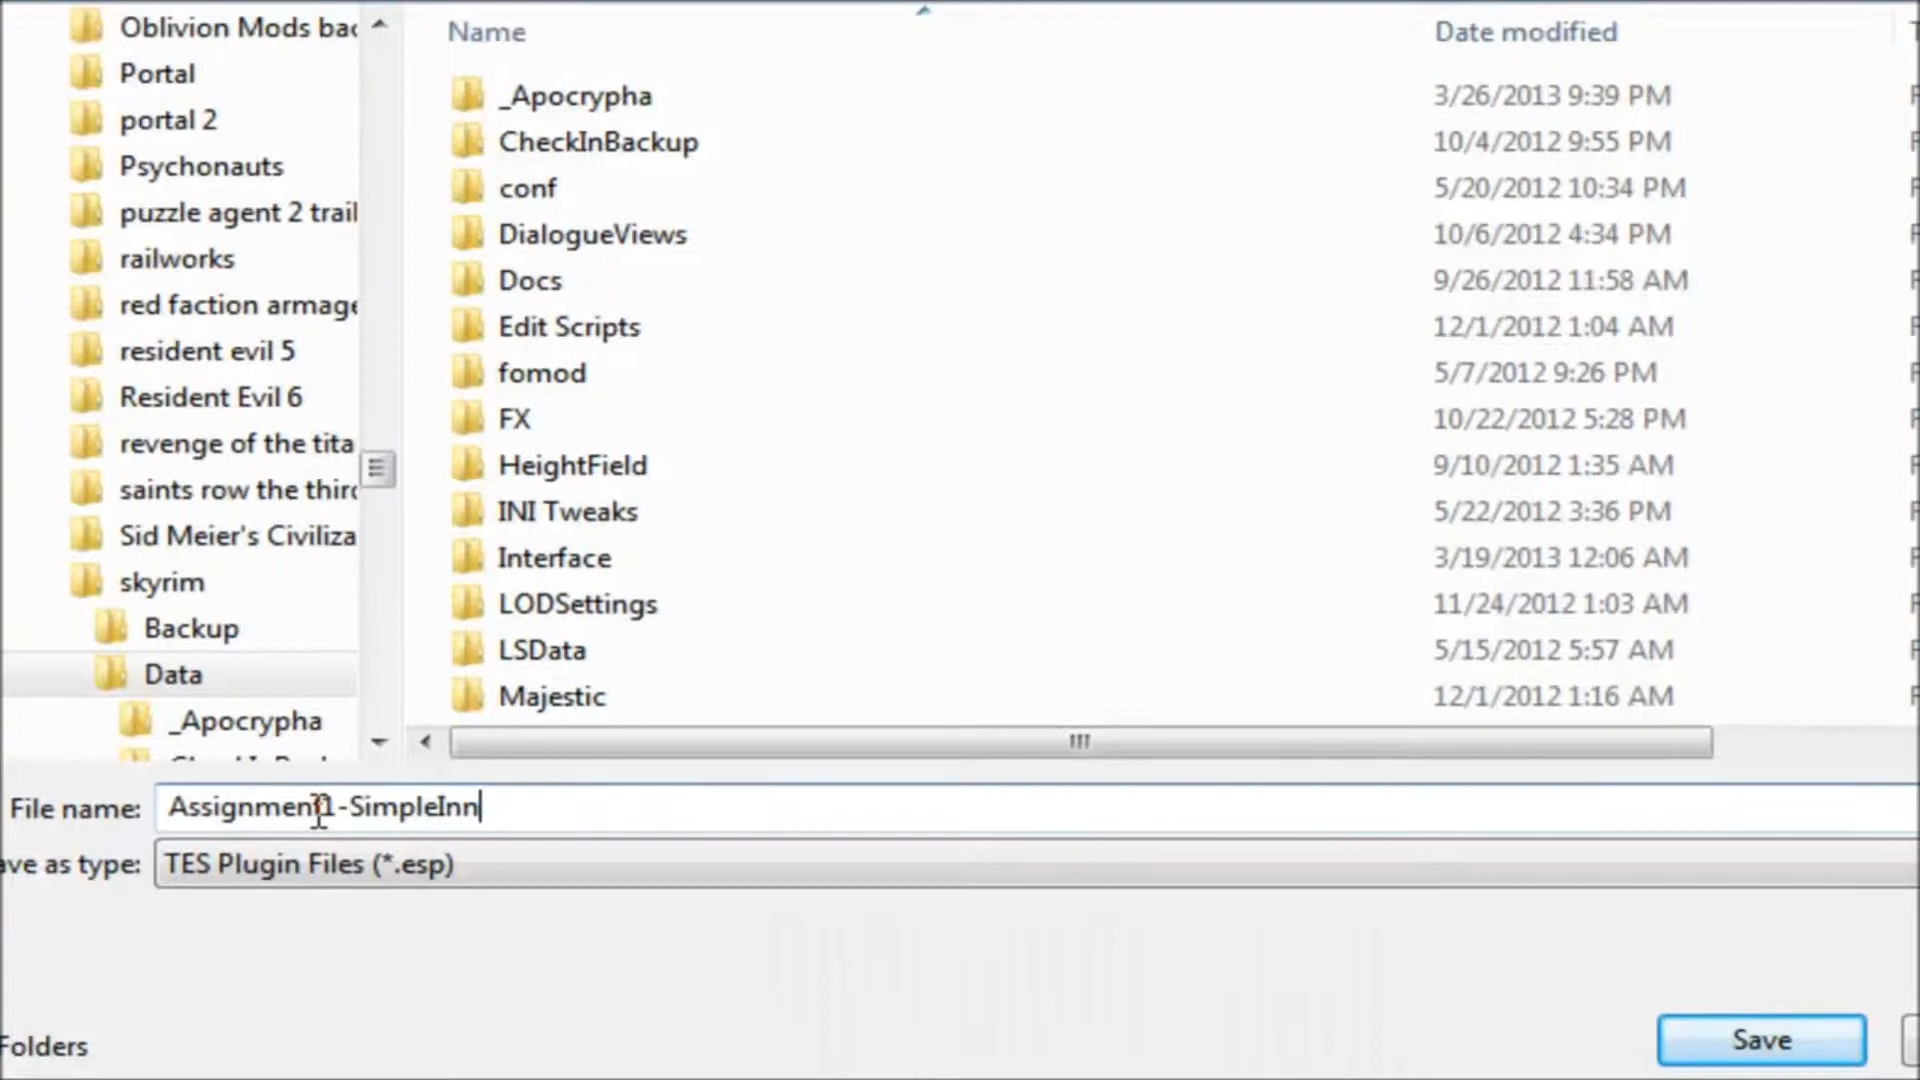 Oblivion Mods bac
Portal
portal 2
Psychonauts
puzzle agent 2 trail
railworks
red faction armage
resident evil 5
Resident Evil 6
revenge of the tita
saints row the third
Sid Meier's Civiliza
skyrim
Backup
Data
_Apocrypha
Name Date modified
_Apocrypha 3/26/2013 9:39 PM
CheckInBackup 10/4/2012 9:55 PM
conf 5/20/2012 10:34 PM
DialogueViews 10/6/2012 4:34 PM
Docs 9/26/2012 11:58 AM
Edit Scripts 12/1/2012 1:04 AM
fomod 5/7/2012 9:26 PM
FX 10/22/2012 5:28 PM
HeightField 9/10/2012 1:35 AM
INI Tweaks 5/22/2012 3:36 PM
Interface 3/19/2013 12:06 AM
LODSettings 11/24/2012 1:03 AM
LSData 5/15/2012 5:57 AM
Majestic 12/1/2012 1:16 AM
File name: Assignment1-SimpleInn
ave as type: TES Plugin Files (*.esp)
Folders
Save